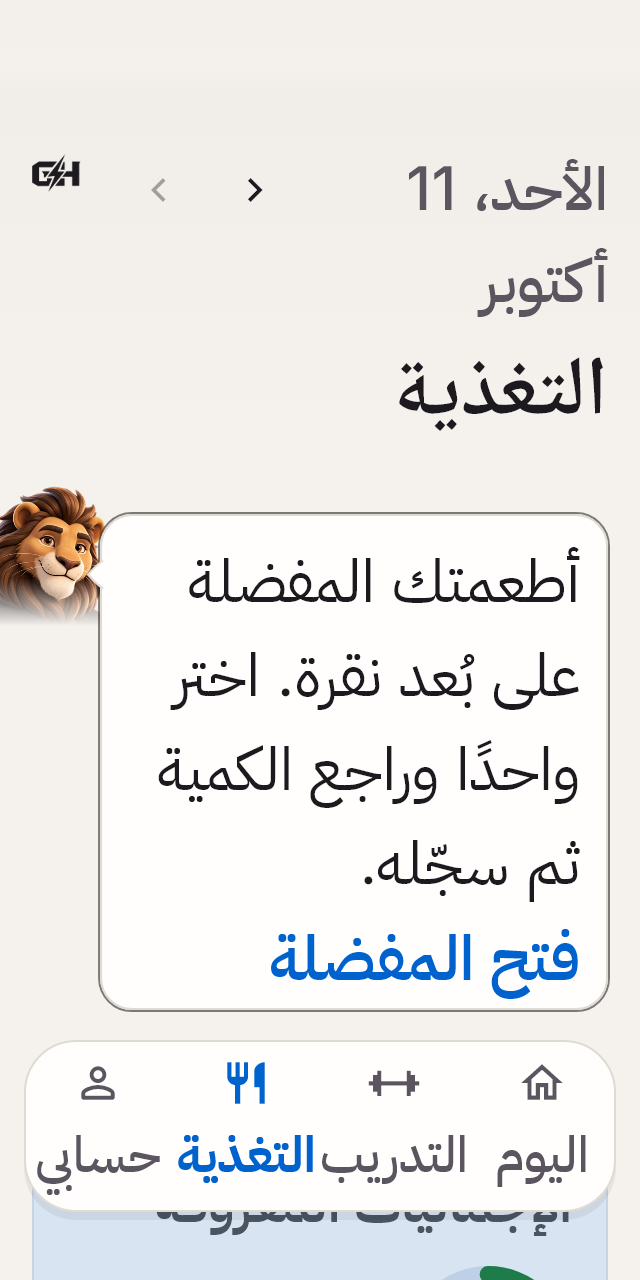 الأحد، 11
أكتوبر
GH
التغذية
أطعمتك المفضلة
على بُعد نقرة. اختر
واحدًا وراجع الكمية
ثم سجّله.
فتح المفضلة
اليوم
التدريب
التغذية
حسابي